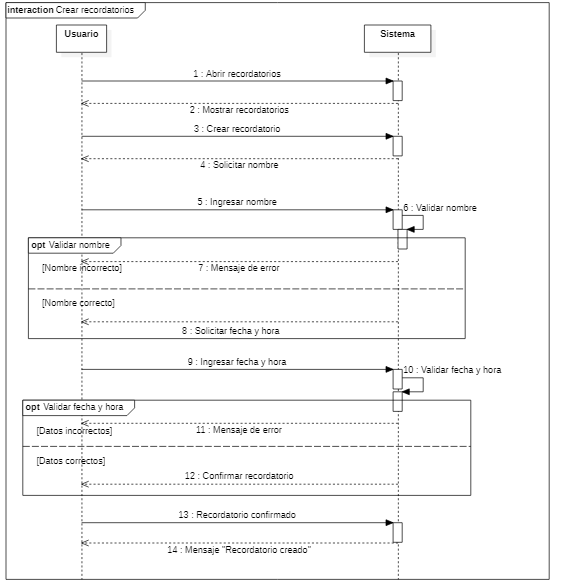 interaction Crear recordatorios
Usuario
Sistema
1 : Abrir recordatorios
2 : Mostrar recordatorios
3 : Crear recordatorio
4 : Solicitar nombre
5 : Ingresar nombre
6 : Validar nombre
opt Validar nombre
[Nombre incorrecto]
7 : Mensaje de error
[Nombre correcto]
8 : Solicitar fecha y hora
9 : Ingresar fecha y hora
10 : Validar fecha y hora
opt Validar fecha y hora
[Datos incorrectos]
11 : Mensaje de error
[Datos correctos]
12 : Confirmar recordatorio
13 : Recordatorio confirmado
14 : Mensaje "Recordatorio creado"